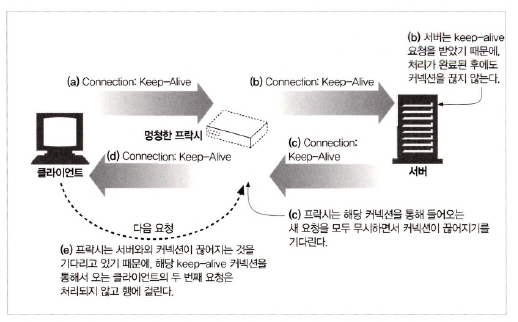 (b) 서버는 keep-alive
요청을 받았기 때문에,
처리가 완료된 후에도
커넥션을 끊지 않는다.
(a) Connection: Keep-Alive
(b) Connection: Keep-Alive
멍청한 프락시
(d) Connection: Keep-Alive
(c) Connection:
Keep-Alive
클라이언트
서버
다음 요청
(c) 프락시는 해당 커넥션을 통해 들어오는
새 요청을 모두 무시하면서 커넥션이 끊어지기를
기다린다.
(e) 프락시는 서버와의 커넥션이 끊어지는 것을
기다리고 있기 때문에, 해당 keep-alive 커넥션을
통해서 오는 클라이언트의 두 번째 요청은
처리되지 않고 행에 걸린다.